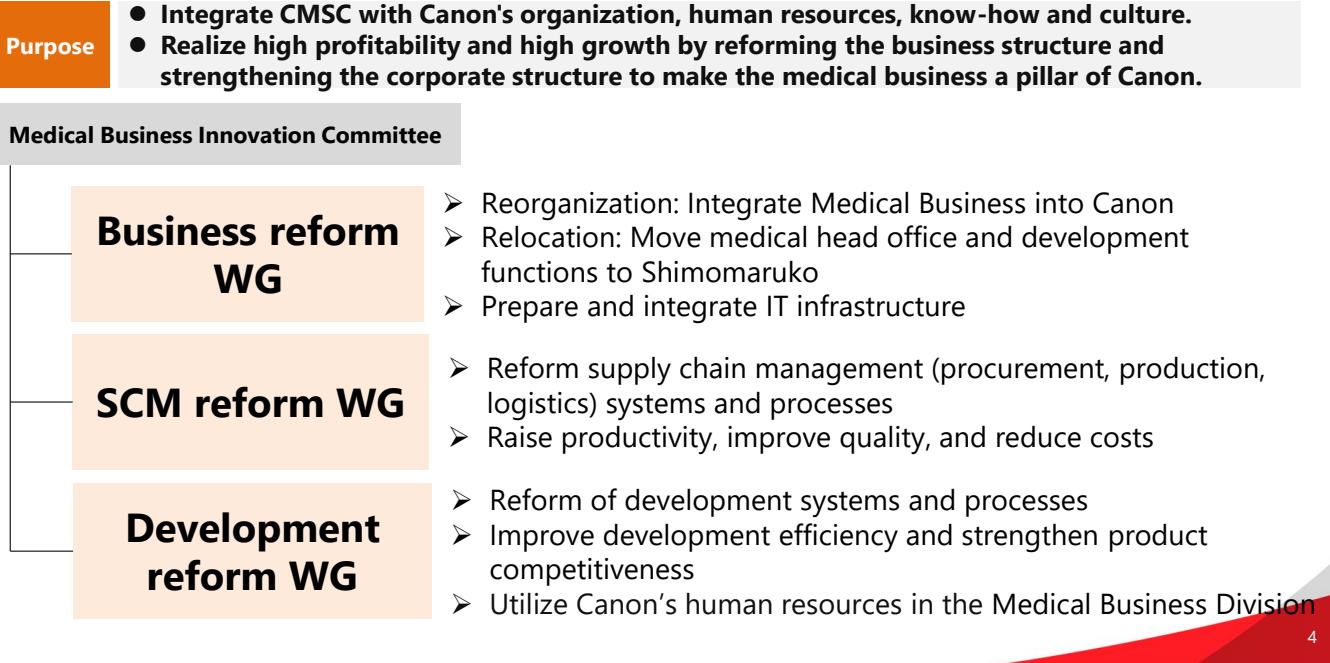 Purpose
● Integrate CMSC with Canon's organization, human resources, know-how and culture.
● Realize high profitability and high growth by reforming the business structure and
strengthening the corporate structure to make the medical business a pillar of Canon.
Medical Business Innovation Committee
Business reform
WG
➢ Reorganization: Integrate Medical Business into Canon
➢ Relocation: Move medical head office and development
functions to Shimomaruko
➢ Prepare and integrate IT infrastructure
SCM reform WG
➢ Reform supply chain management (procurement, production,
logistics) systems and processes
➢ Raise productivity, improve quality, and reduce costs
Development
reform WG
➢ Reform of development systems and processes
➢ Improve development efficiency and strengthen product
competitiveness
➢ Utilize Canon’s human resources in the Medical Business Division
4